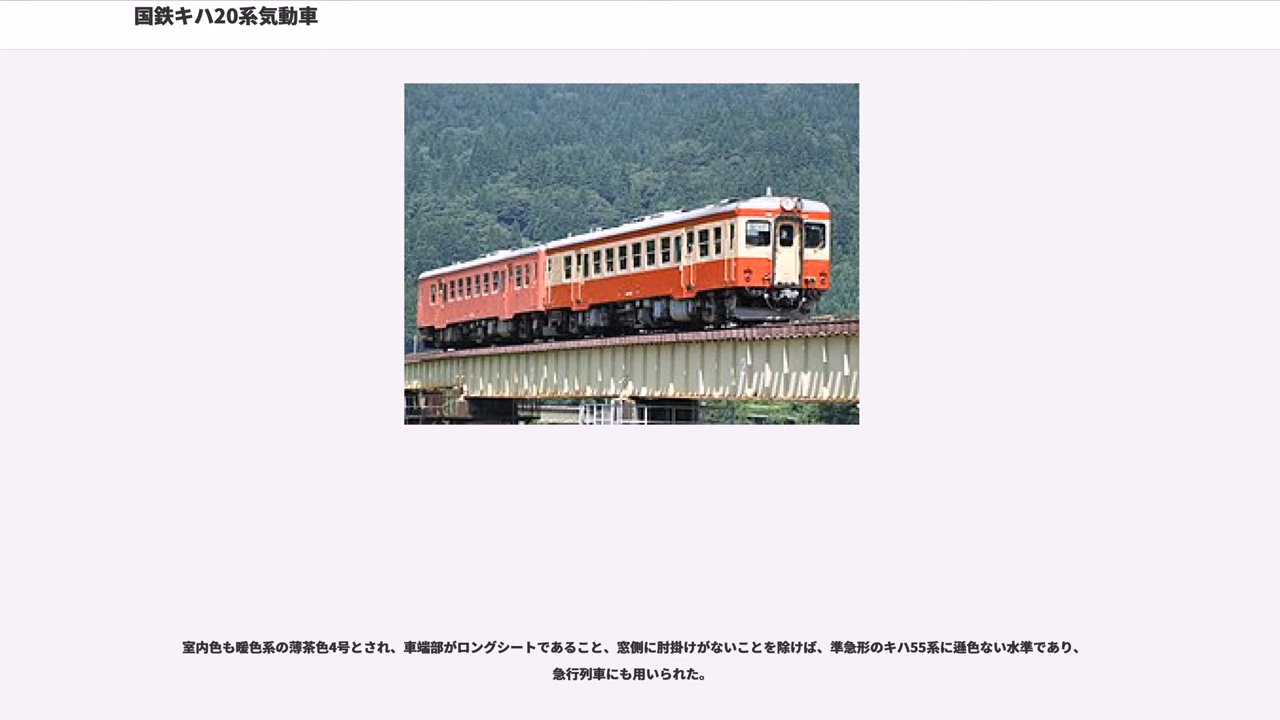 国鉄キハ20系気動車
室内色も暖色系の薄茶色4号とされ、車端部がロングシートであること、窓側に肘掛けがないことを除けば、準急形のキハ55系に遜色ない水準であり、
急行列車にも用いられた。